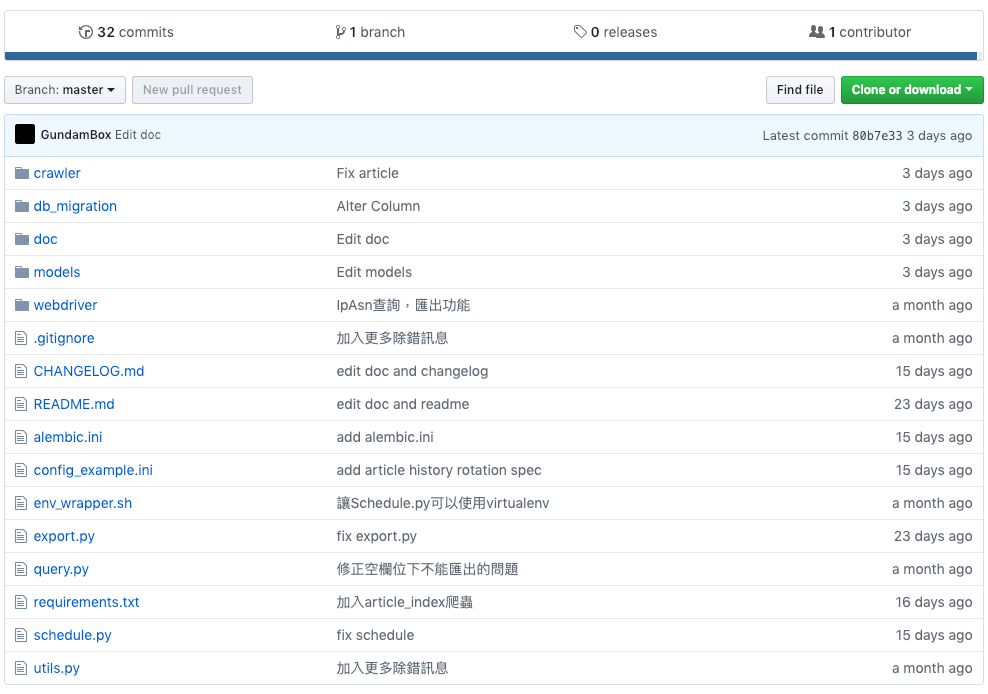 32 commits 1 branch 0 releases 1 contributor
Branch: master New pull request Find file Clone or download
GundamBox Edit doc Latest commit 80b7e33 3 days ago
crawler Fix article 3 days ago
db_migration Alter Column 3 days ago
doc Edit doc 3 days ago
models Edit models 3 days ago
webdriver IpAsn查詢，匯出功能 a month ago
.gitignore 加入更多除錯訊息 a month ago
CHANGELOG.md edit doc and changelog 15 days ago
README.md edit doc and readme 23 days ago
alembic.ini add alembic.ini 15 days ago
config_example.ini add article history rotation spec 15 days ago
env_wrapper.sh 讓Schedule.py可以使用virtualenv a month ago
export.py fix export.py 23 days ago
query.py 修正空欄位下不能匯出的問題 a month ago
requirements.txt 加入article_index爬蟲 16 days ago
schedule.py fix schedule 15 days ago
utils.py 加入更多除錯訊息 a month ago